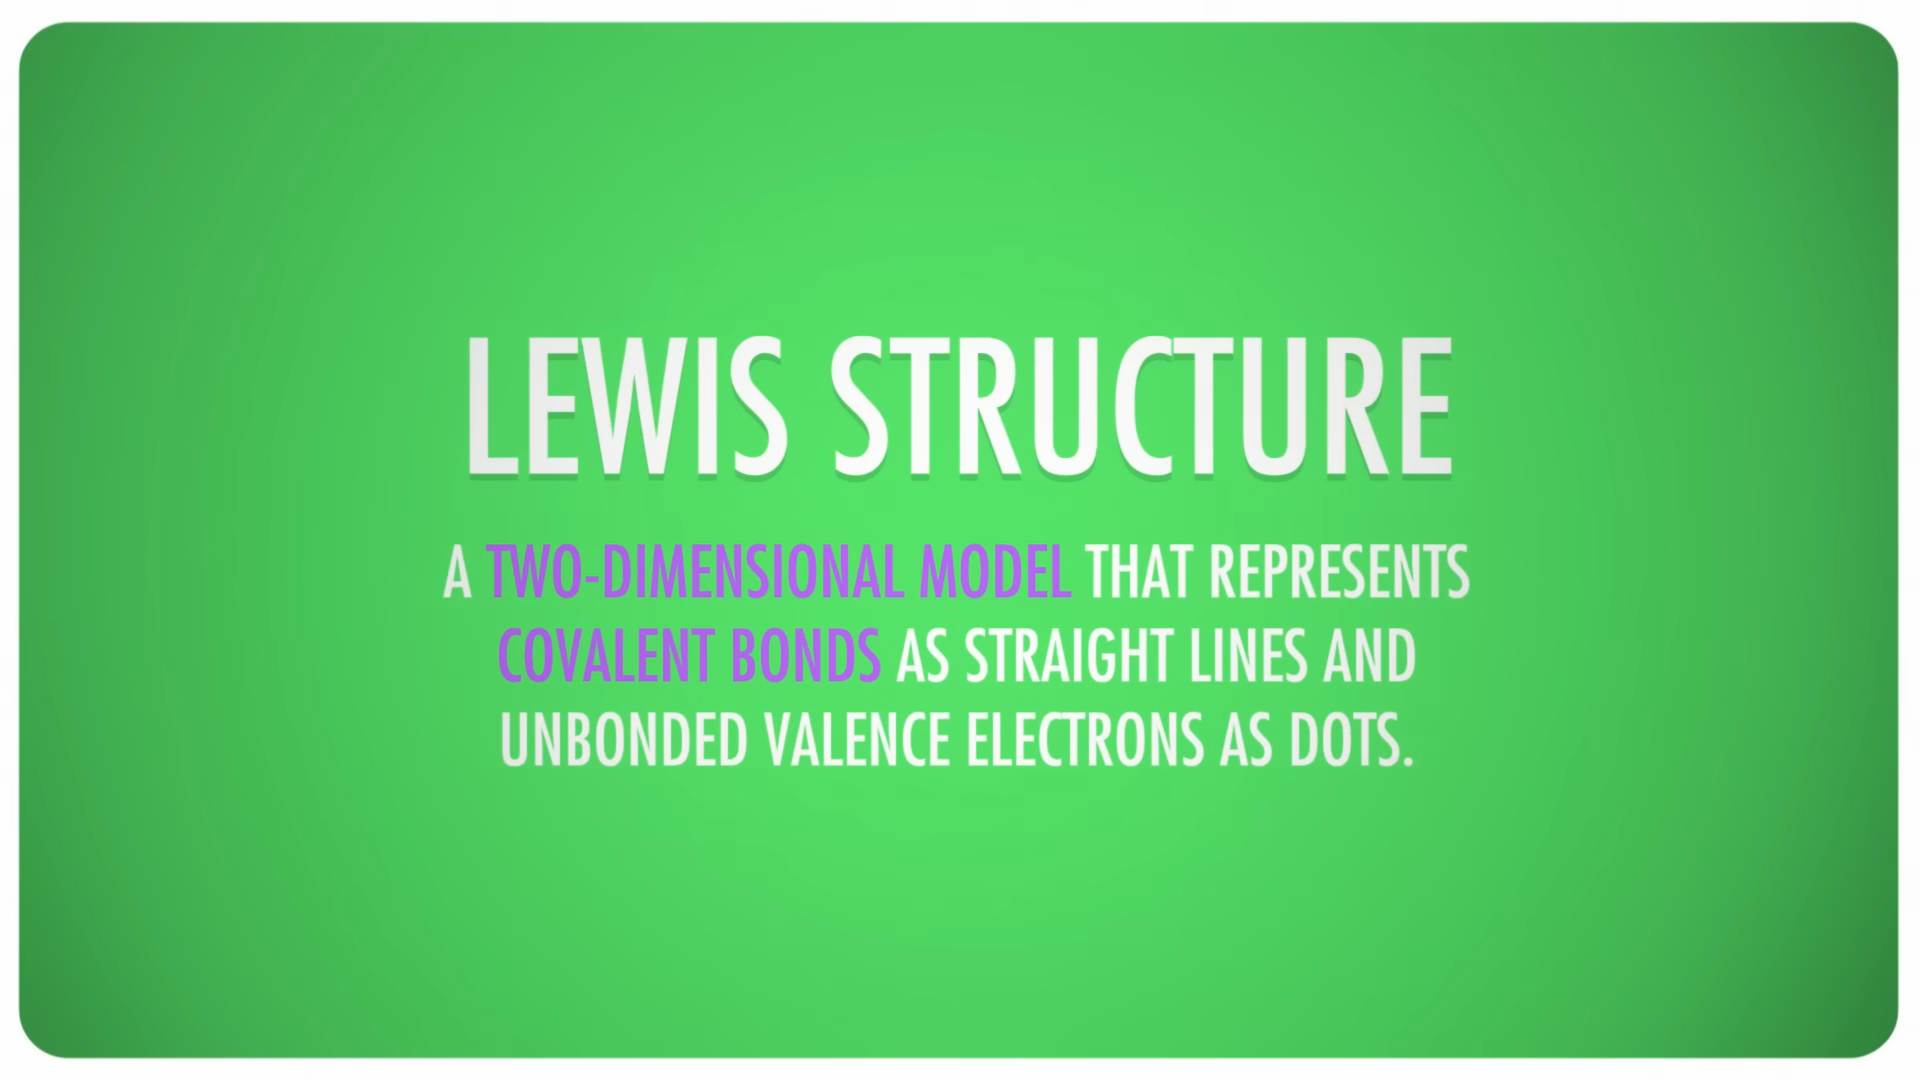 LEWIS STRUCTURE
A TWO-DIMENSIONAL MODEL THAT REPRESENTS
COVALENT BONDS AS STRAIGHT LINES AND
UNBONDED VALENCE ELECTRONS AS DOTS.